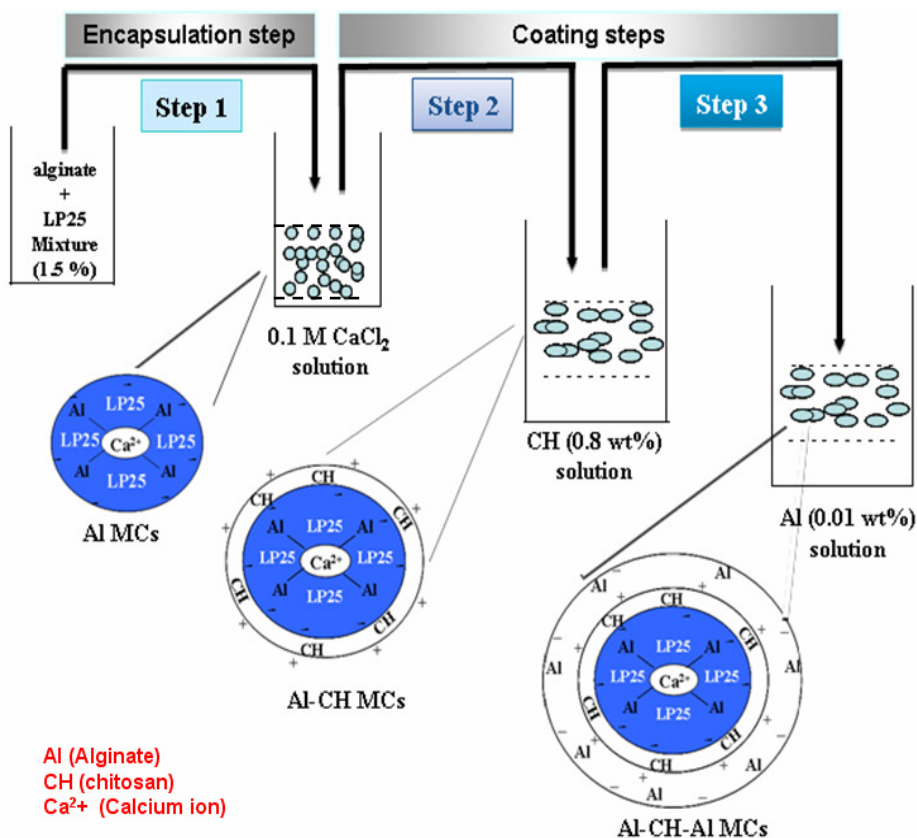 Encapsulation step
Coating steps
Step 1
Step 2
Step 3
alginate
+
LP25
Mixture
(1.5 %)
0.1 M CaCl₂
solution
CH (0.8 wt%)
solution
Al (0.01 wt%)
solution
LP25
Al Al
LP25 Ca²⁺ LP25
Al Al
LP25
Al MCs
CH
CH CH
LP25
Al Al
LP25 Ca²⁺ LP25
Al Al
LP25
CH CH
CH
Al-CH MCs
Al Al
CH
CH CH
LP25
Al Al
Al LP25 Ca²⁺ LP25 Al
Al Al
LP25
CH CH
CH
Al Al
Al Al
Al-CH-Al MCs
Al (Alginate)
CH (chitosan)
Ca²+ (Calcium ion)